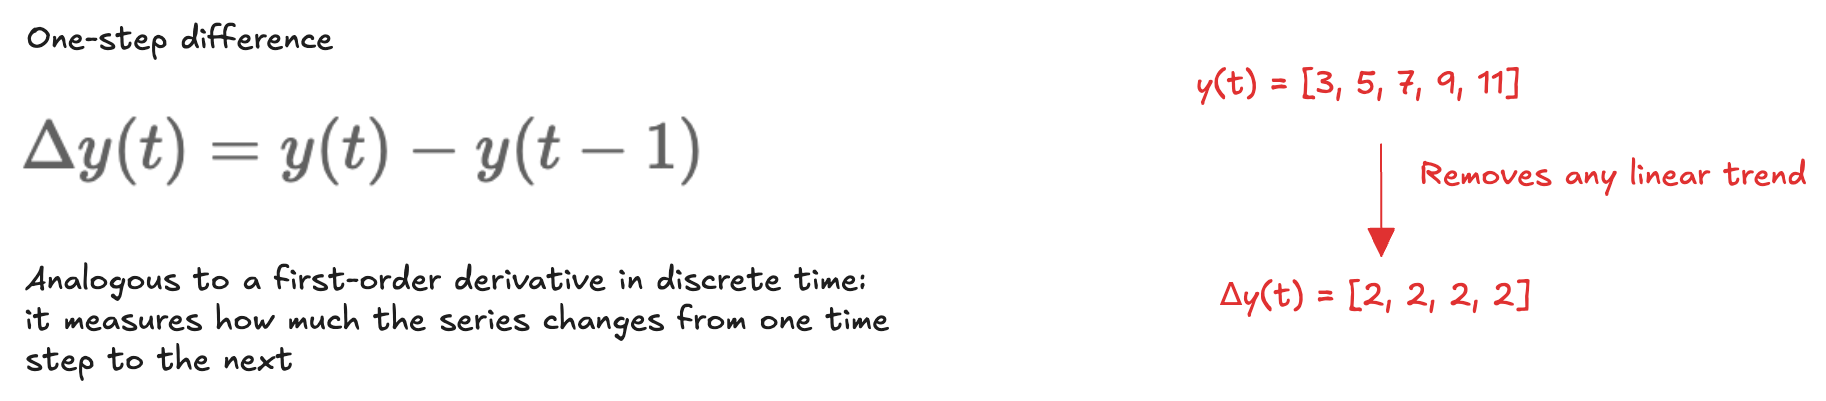 One-step difference
Δy(t) = y(t) − y(t − 1)
Analogous to a first-order derivative in discrete time:
it measures how much the series changes from one time
step to the next
y(t) = [3, 5, 7, 9, 11]
Removes any linear trend
Δy(t) = [2, 2, 2, 2]